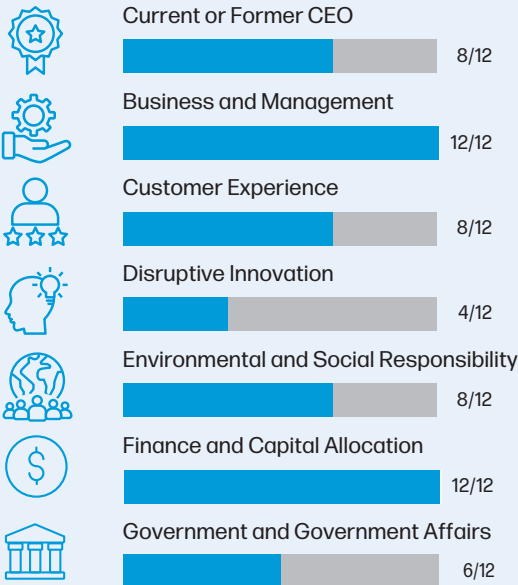 Current or Former CEO
8/12
Business and Management
12/12
Customer Experience
8/12
Disruptive Innovation
4/12
Environmental and Social Responsibility
8/12
Finance and Capital Allocation
12/12
Government and Government Affairs
6/12